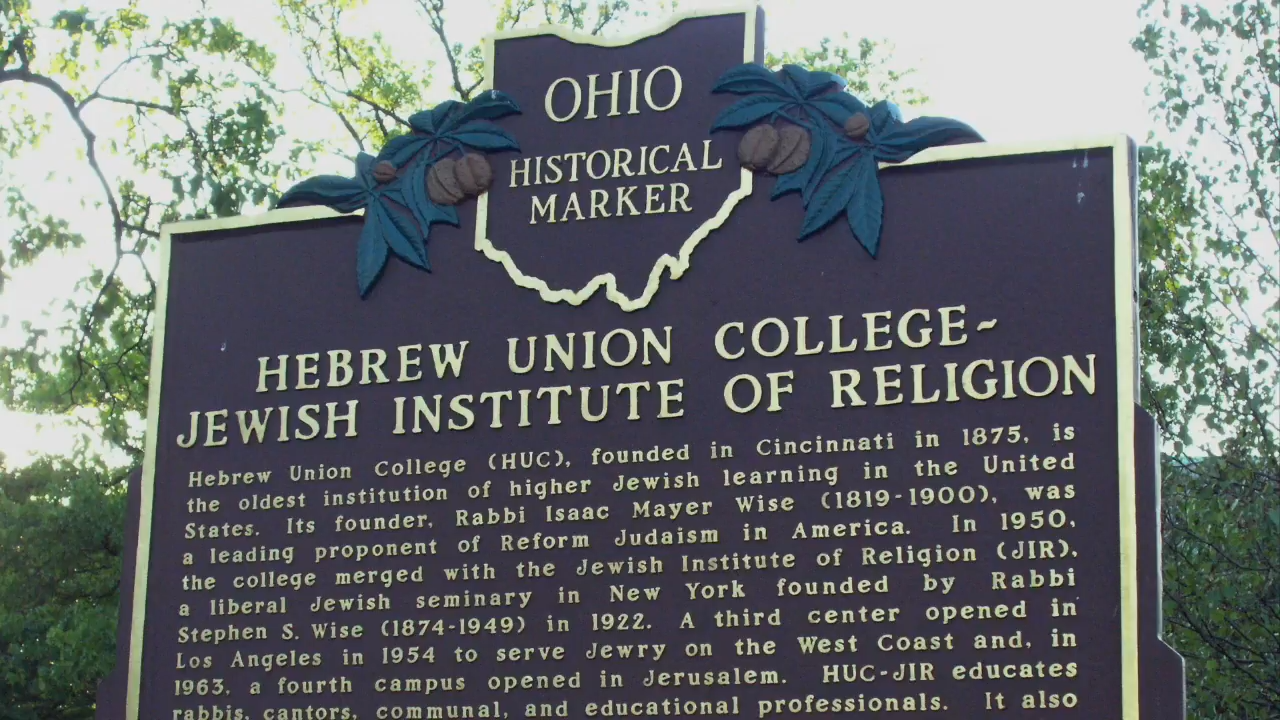 OHIO
HISTORICAL
MARKER
HEBREW UNION COLLEGE~
JEWISH INSTITUTE OF RELIGION
Hebrew Union College (HUC), founded in Cincinnati in 1875, is
the oldest institution of higher Jewish learning in the United
States. Its founder, Rabbi Isaac Mayer Wise (1819-1900), was
a leading proponent of Reform Judaism in America. In 1950,
the college merged with the Jewish Institute of Religion (JIR),
a liberal Jewish seminary in New York founded by Rabbi
Stephen S. Wise (1874-1949) in 1922. A third center opened in
Los Angeles in 1954 to serve Jewry on the West Coast and, in
1963, a fourth campus opened in Jerusalem. HUC-JIR educates
rabbis, cantors, communal, and educational professionals. It also